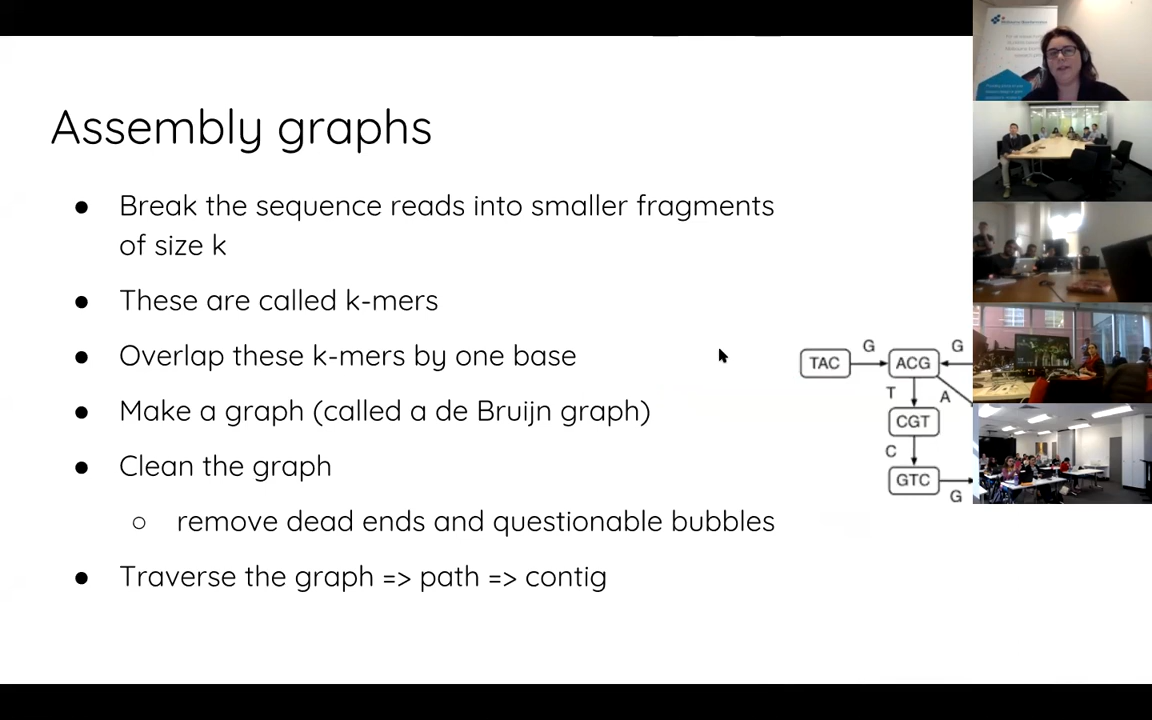 Assembly graphs
● Break the sequence reads into smaller fragments
of size k
● These are called k-mers
● Overlap these k-mers by one base
● Make a graph (called a de Bruijn graph)
● Clean the graph
○ remove dead ends and questionable bubbles
● Traverse the graph => path => contig
G G
TAC ACG
T A
CGT
C
GTC
G